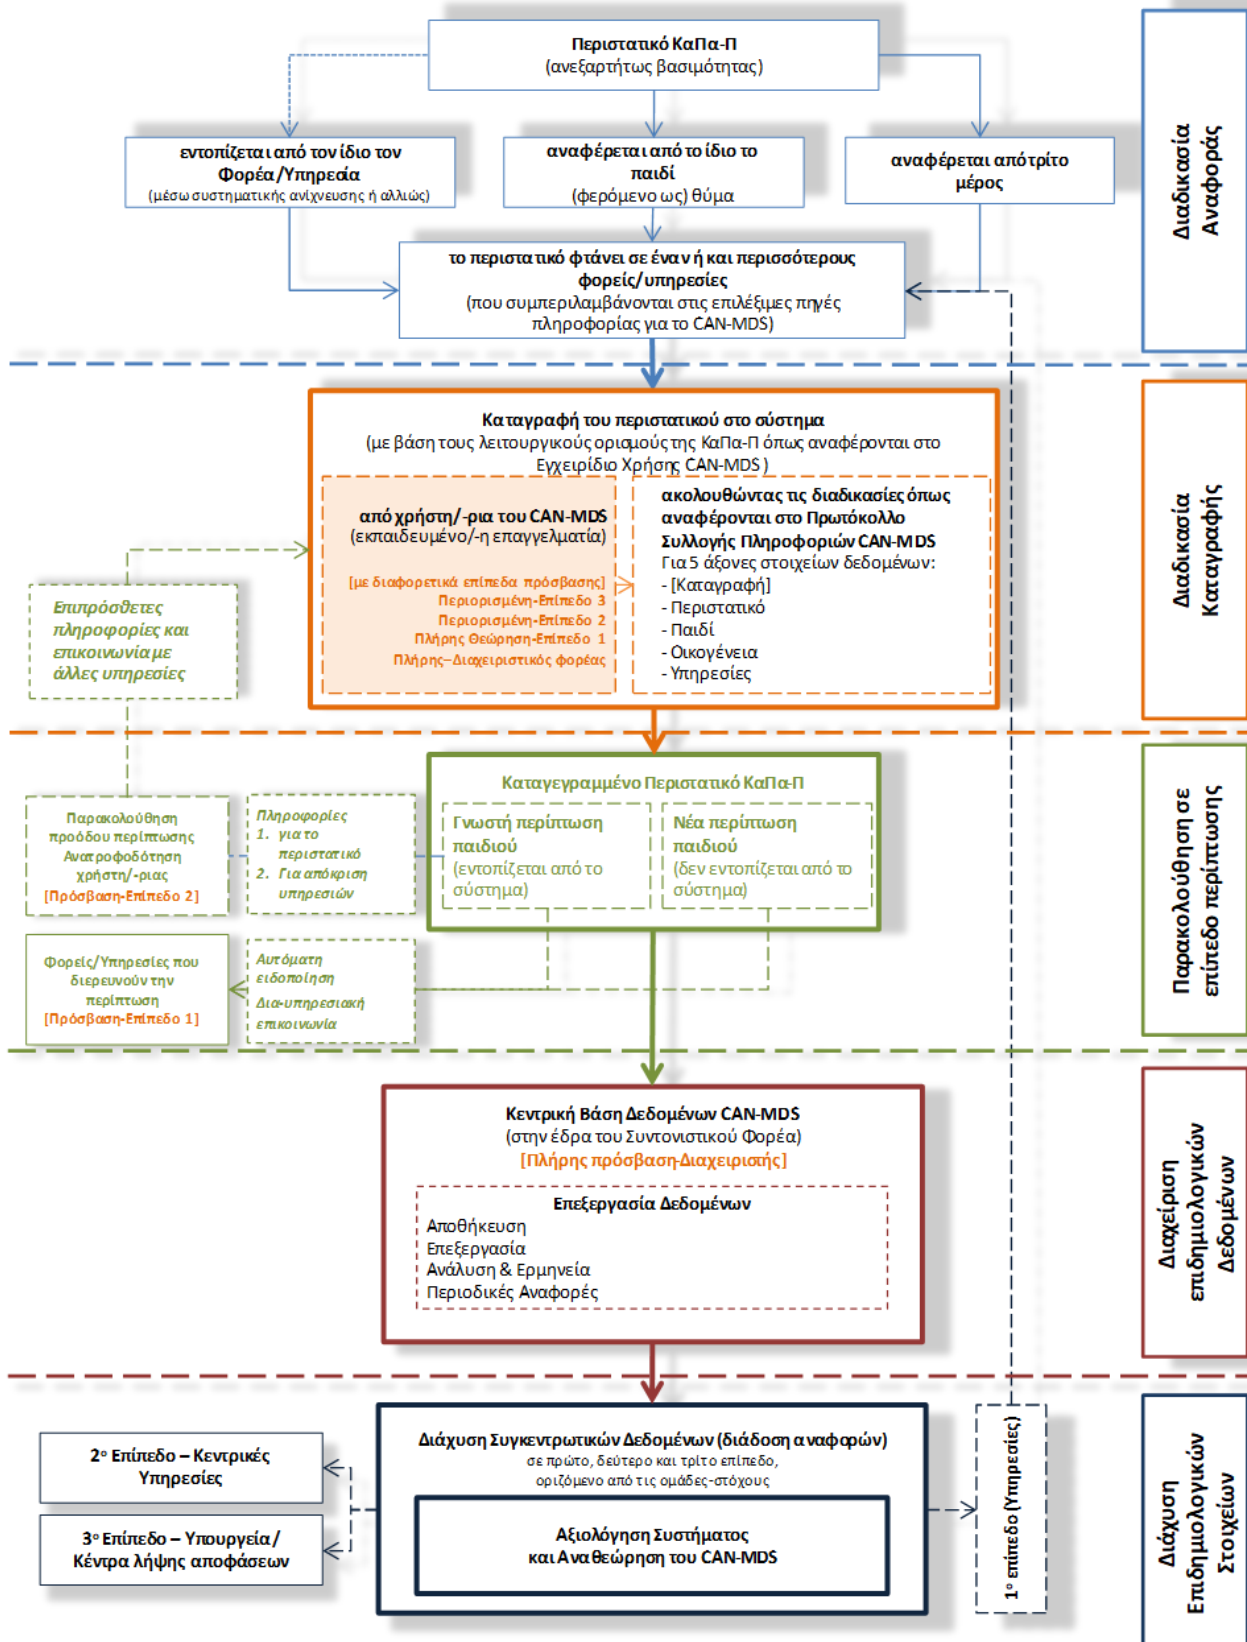 Περιστατικό ΚαΠα-Π
(ανεξαρτήτως βασιμότητας)
εντοπίζεται από τον ίδιο τον
Φορέα/Υπηρεσία
(μέσω συστηματικής ανίχνευσης ή αλλιώς)
αναφέρεται από το ίδιο το
παιδί
(φερόμενο ως) θύμα
αναφέρεται από τρίτο
μέρος
το περιστατικό φτάνει σε έναν ή και περισσότερους
φορείς/υπηρεσίες
(που συμπεριλαμβάνονται στις επιλέξιμες πηγές
πληροφορίας για το CAN-MDS)
Διαδικασία
Αναφοράς
Καταγραφή του περιστατικού στο σύστημα
(με βάση τους λειτουργικούς ορισμούς της ΚαΠα-Π όπως αναφέρονται στο
Εγχειρίδιο Χρήσης CAN-MDS)
από χρήστη/-ρια του CAN-MDS
(εκπαιδευμένο/-η επαγγελματία)
[με διαφορετικά επίπεδα πρόσβασης]
Περιορισμένη-Επίπεδο 3
Περιορισμένη-Επίπεδο 2
Πλήρης Θεώρηση-Επίπεδο 1
Πλήρης–Διαχειριστικός φορέας
ακολουθώντας τις διαδικασίες όπως
αναφέρονται στο Πρωτόκολλο
Συλλογής Πληροφοριών CAN-MDS
Για 5 άξονες στοιχείων δεδομένων:
- [Καταγραφή]
- Περιστατικό
- Παιδί
- Οικογένεια
- Υπηρεσίες
Διαδικασία
Καταγραφής
Επιπρόσθετες
πληροφορίες και
επικοινωνία με
άλλες υπηρεσίες
Καταγεγραμμένο Περιστατικό ΚαΠα-Π
Γνωστή περίπτωση
παιδιού
(εντοπίζεται από το
σύστημα)
Νέα περίπτωση
παιδιού
(δεν εντοπίζεται από το
σύστημα)
Πληροφορίες
1. για το
περιστατικό
2. Για απόκριση
υπηρεσιών
Παρακολούθηση
προόδου περίπτωσης
Ανατροφοδότηση
χρήστη/-ριας
[Πρόσβαση-Επίπεδο 2]
Φορείς/Υπηρεσίες που
διερευνούν την
περίπτωση
[Πρόσβαση-Επίπεδο 1]
Αυτόματη
ειδοποίηση
Δια-υπηρεσιακή
επικοινωνία
Παρακολούθηση σε
επίπεδο περίπτωσης
Κεντρική Βάση Δεδομένων CAN-MDS
(στην έδρα του Συντονιστικού Φορέα)
[Πλήρης πρόσβαση-Διαχειριστής]
Επεξεργασία Δεδομένων
Αποθήκευση
Επεξεργασία
Ανάλυση & Ερμηνεία
Περιοδικές Αναφορές
Διαχείριση
επιδημιολογικών
Δεδομένων
Διάχυση Συγκεντρωτικών Δεδομένων (διάδοση αναφορών)
σε πρώτο, δεύτερο και τρίτο επίπεδο,
οριζόμενο από τις ομάδες-στόχους
Αξιολόγηση Συστήματος
και Αναθεώρηση του CAN-MDS
2ο Επίπεδο – Κεντρικές
Υπηρεσίες
3ο Επίπεδο – Υπουργεία/
Κέντρα λήψης αποφάσεων
1ο επίπεδο (Υπηρεσίες)
Διάχυση
Επιδημιολογικών
Στοιχείων